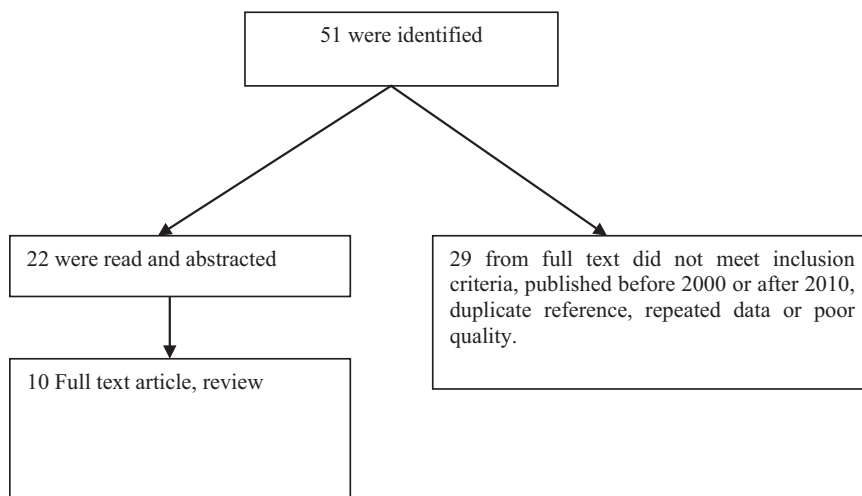 51 were identified
22 were read and abstracted
29 from full text did not meet inclusion
criteria, published before 2000 or after 2010,
duplicate reference, repeated data or poor
quality.
10 Full text article, review